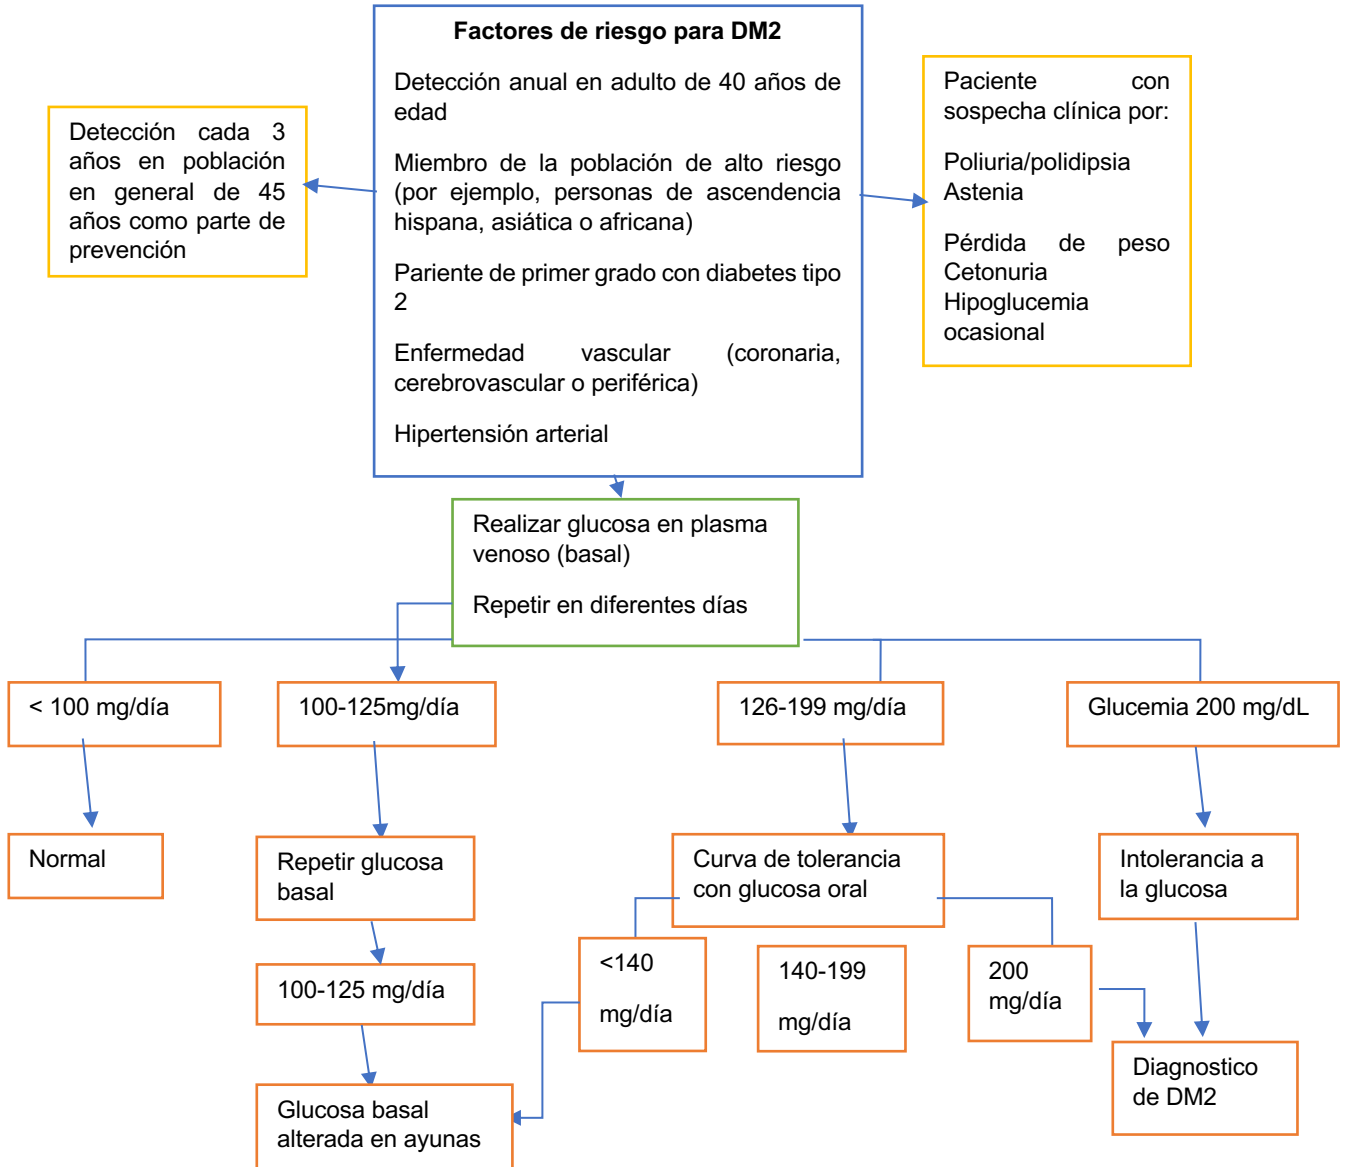 Factores de riesgo para DM2
Detección anual en adulto de 40 años de
edad
Miembro de la población de alto riesgo
(por ejemplo, personas de ascendencia
hispana, asiática o africana)
Pariente de primer grado con diabetes tipo
2
Enfermedad vascular (coronaria,
cerebrovascular o periférica)
Hipertensión arterial
Detección cada 3
años en población
en general de 45
años como parte de
prevención
Paciente con
sospecha clínica por:
Poliuria/polidipsia
Astenia
Pérdida de peso
Cetonuria
Hipoglucemia
ocasional
Realizar glucosa en plasma
venoso (basal)
Repetir en diferentes días
< 100 mg/día
100-125mg/día
126-199 mg/día
Glucemia 200 mg/dL
Normal
Repetir glucosa
basal
Curva de tolerancia
con glucosa oral
Intolerancia a
la glucosa
100-125 mg/día
<140
mg/día
140-199
mg/día
200
mg/día
Glucosa basal
alterada en ayunas
Diagnostico
de DM2